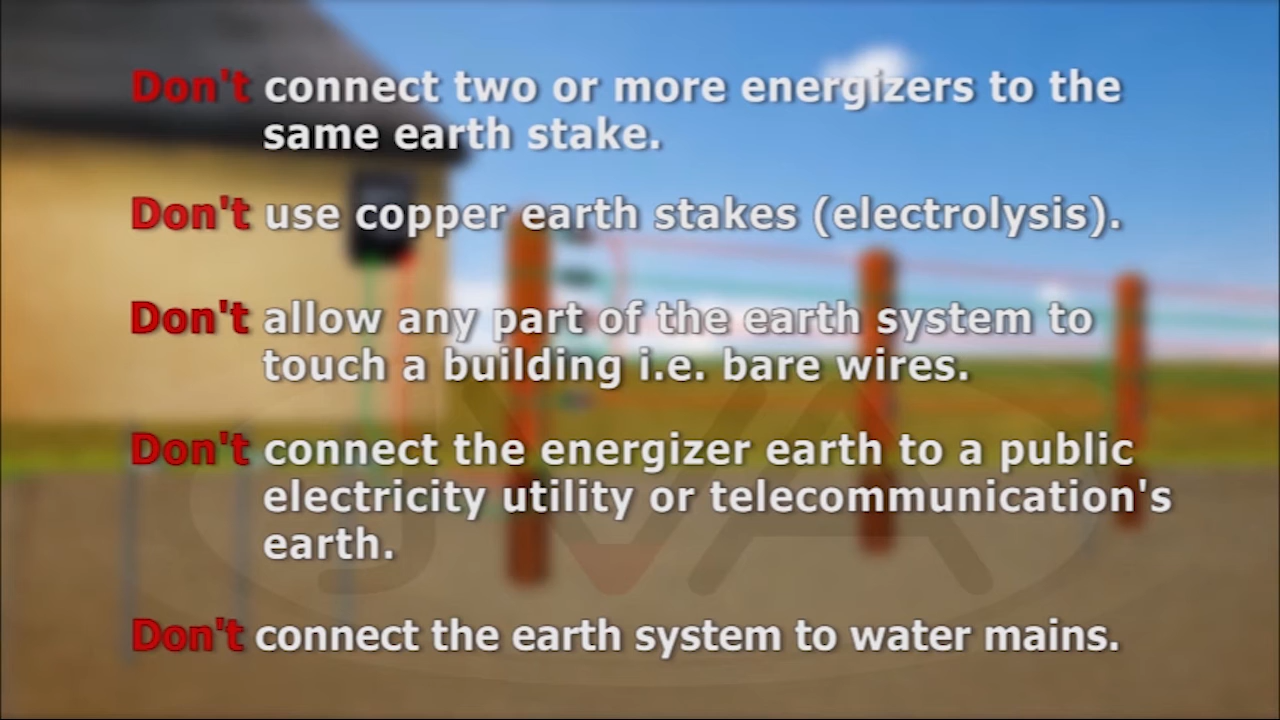 Don't connect two or more energizers to the
same earth stake.
Don't use copper earth stakes (electrolysis).
Don't allow any part of the earth system to
touch a building i.e. bare wires.
Don't connect the energizer earth to a public
electricity utility or telecommunication's
earth.
Don't connect the earth system to water mains.
JVA